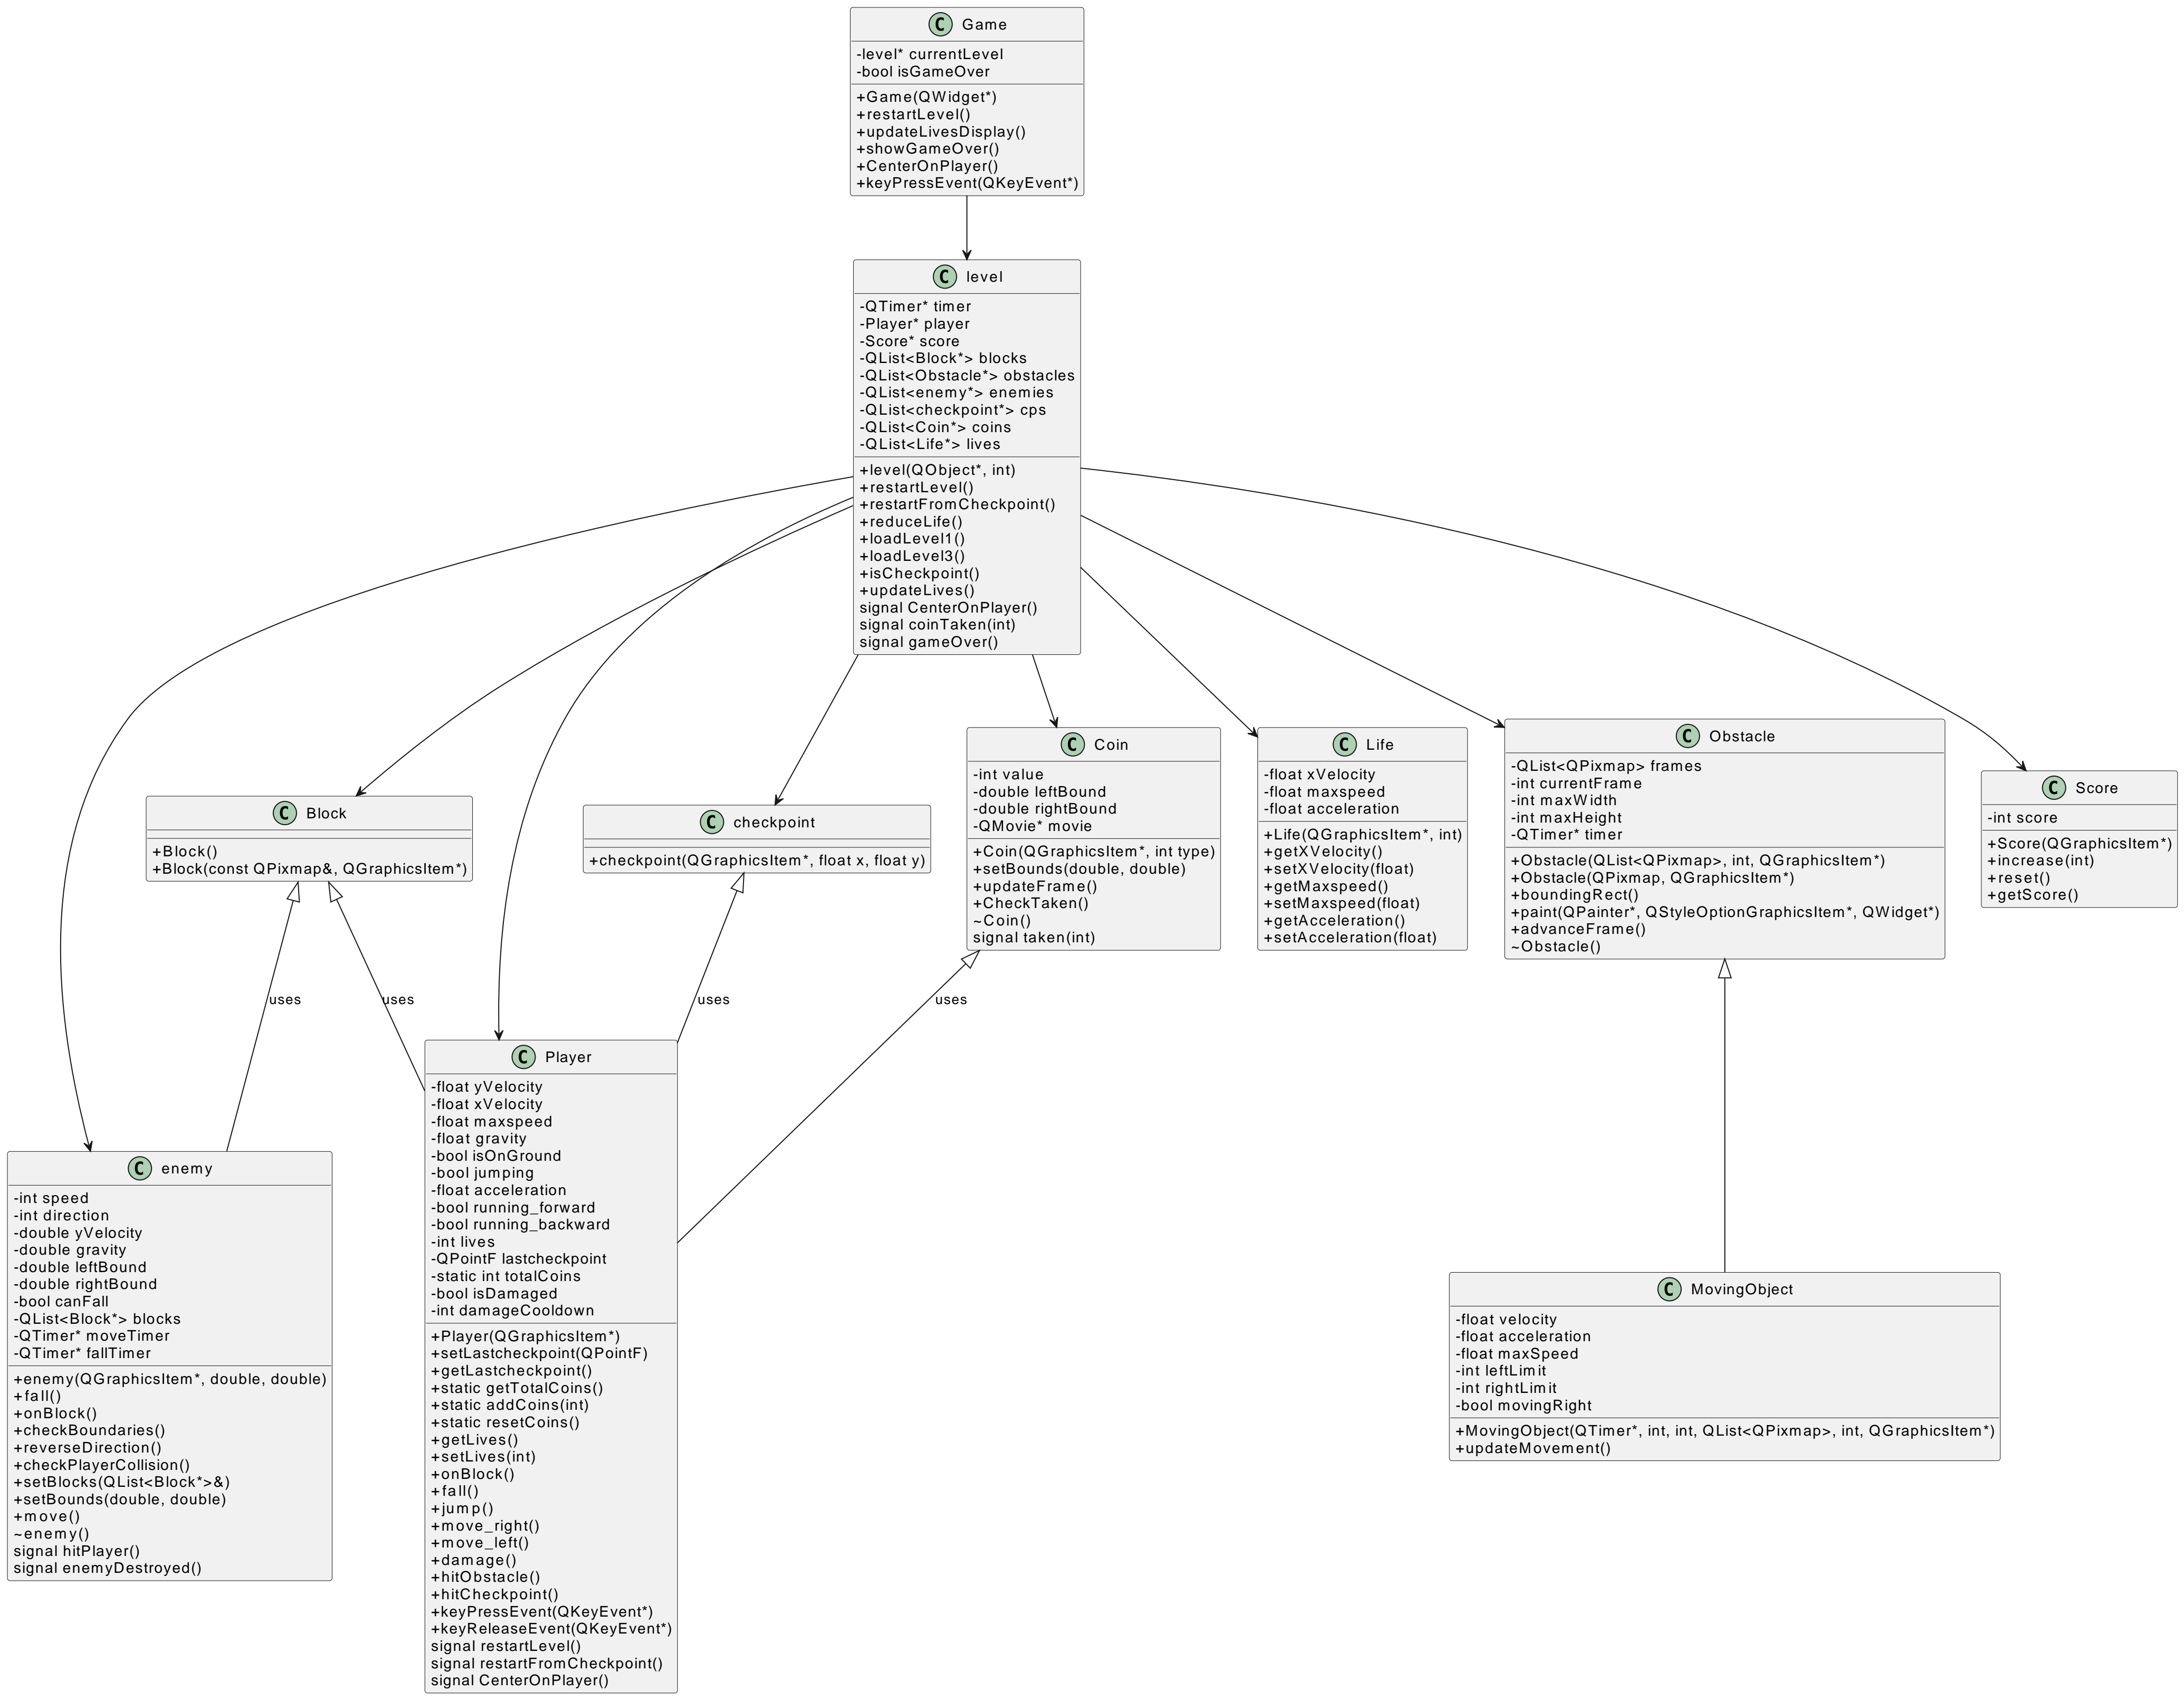 C Game
-level* currentLevel
-bool isGameOver
+Game(QWidget*)
+restartLevel()
+updateLivesDisplay()
+showGameOver()
+CenterOnPlayer()
+keyPressEvent(QKeyEvent*)
C level
-QTimer* timer
-Player* player
-Score* score
-QList<Block*> blocks
-QList<Obstacle*> obstacles
-QList<enemy*> enemies
-QList<checkpoint*> cps
-QList<Coin*> coins
-QList<Life*> lives
+level(QObject*, int)
+restartLevel()
+restartFromCheckpoint()
+reduceLife()
+loadLevel1()
+loadLevel3()
+isCheckpoint()
+updateLives()
signal CenterOnPlayer()
signal coinTaken(int)
signal gameOver()
C Block
+Block()
+Block(const QPixmap&, QGraphicsItem*)
C checkpoint
+checkpoint(QGraphicsItem*, float x, float y)
C Coin
-int value
-double leftBound
-double rightBound
-QMovie* movie
+Coin(QGraphicsItem*, int type)
+setBounds(double, double)
+updateFrame()
+CheckTaken()
~Coin()
signal taken(int)
C Life
-float xVelocity
-float maxspeed
-float acceleration
+Life(QGraphicsItem*, int)
+getXVelocity()
+setXVelocity(float)
+getMaxspeed()
+setMaxspeed(float)
+getAcceleration()
+setAcceleration(float)
C Obstacle
-QList<QPixmap> frames
-int currentFrame
-int maxWidth
-int maxHeight
-QTimer* timer
+Obstacle(QList<QPixmap>, int, QGraphicsItem*)
+Obstacle(QPixmap, QGraphicsItem*)
+boundingRect()
+paint(QPainter*, QStyleOptionGraphicsItem*, QWidget*)
+advanceFrame()
~Obstacle()
C Score
-int score
+Score(QGraphicsItem*)
+increase(int)
+reset()
+getScore()
uses
uses
uses
uses
C enemy
-int speed
-int direction
-double yVelocity
-double gravity
-double leftBound
-double rightBound
-bool canFall
-QList<Block*> blocks
-QTimer* moveTimer
-QTimer* fallTimer
+enemy(QGraphicsItem*, double, double)
+fall()
+onBlock()
+checkBoundaries()
+reverseDirection()
+checkPlayerCollision()
+setBlocks(QList<Block*>&)
+setBounds(double, double)
+move()
~enemy()
signal hitPlayer()
signal enemyDestroyed()
C Player
-float yVelocity
-float xVelocity
-float maxspeed
-float gravity
-bool isOnGround
-bool jumping
-float acceleration
-bool running_forward
-bool running_backward
-int lives
-QPointF lastcheckpoint
-static int totalCoins
-bool isDamaged
-int damageCooldown
+Player(QGraphicsItem*)
+setLastcheckpoint(QPointF)
+getLastcheckpoint()
+static getTotalCoins()
+static addCoins(int)
+static resetCoins()
+getLives()
+setLives(int)
+onBlock()
+fall()
+jump()
+move_right()
+move_left()
+damage()
+hitObstacle()
+hitCheckpoint()
+keyPressEvent(QKeyEvent*)
+keyReleaseEvent(QKeyEvent*)
signal restartLevel()
signal restartFromCheckpoint()
signal CenterOnPlayer()
C MovingObject
-float velocity
-float acceleration
-float maxSpeed
-int leftLimit
-int rightLimit
-bool movingRight
+MovingObject(QTimer*, int, int, QList<QPixmap>, int, QGraphicsItem*)
+updateMovement()